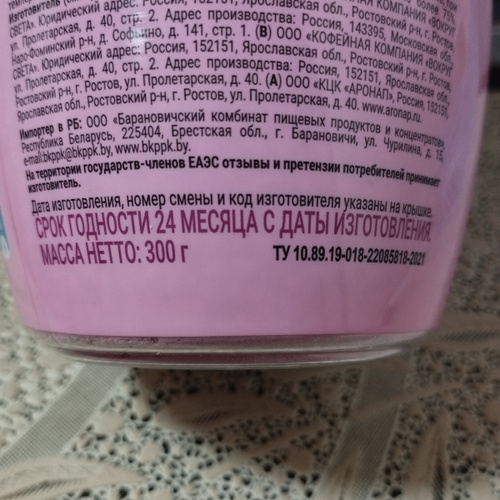 Изготовитель
СВЕТА». Юридический адрес: Россия, 152151, Ярославская обл., Ростовский р-н, г. Ростов,
ул. Пролетарская, д. 40, стр. 2. Адрес производства: Россия, 143395, Московская обл.,
Наро-Фоминский р-н, д. Софьино, д. 141, стр. 1. (В) ООО «КОФЕЙНАЯ КОМПАНИЯ «ВОКРУГ
СВЕТА». Юридический адрес: Россия, 152151, Ярославская обл., Ростовский р-н, г. Ростов,
ул. Пролетарская, д. 40, стр. 2. Адрес производства: Россия, 152151, Ярославская обл.,
Ростовский р-н, г. Ростов, ул. Пролетарская, д. 40. (А) ООО «КЦК «АРОНАП», Россия, 152151,
Ярославская обл., Ростовский р-н, г. Ростов, ул. Пролетарская, д. 40. www.aronap.ru.
Импортер в РБ: ООО «Барановичский комбинат пищевых продуктов и концентратов»,
Республика Беларусь, 225404, Брестская обл., г. Барановичи, ул. Чурилина, д. 15,
e-mail:bkppk@bkppk.by, www.bkppk.by.
На территории государств-членов ЕАЭС отзывы и претензии потребителей принимает
изготовитель.
Дата изготовления, номер смены и код изготовителя указаны на крышке.
СРОК ГОДНОСТИ 24 МЕСЯЦА С ДАТЫ ИЗГОТОВЛЕНИЯ.
МАССА НЕТТО: 300 г ТУ 10.89.19-018-22085818-2021